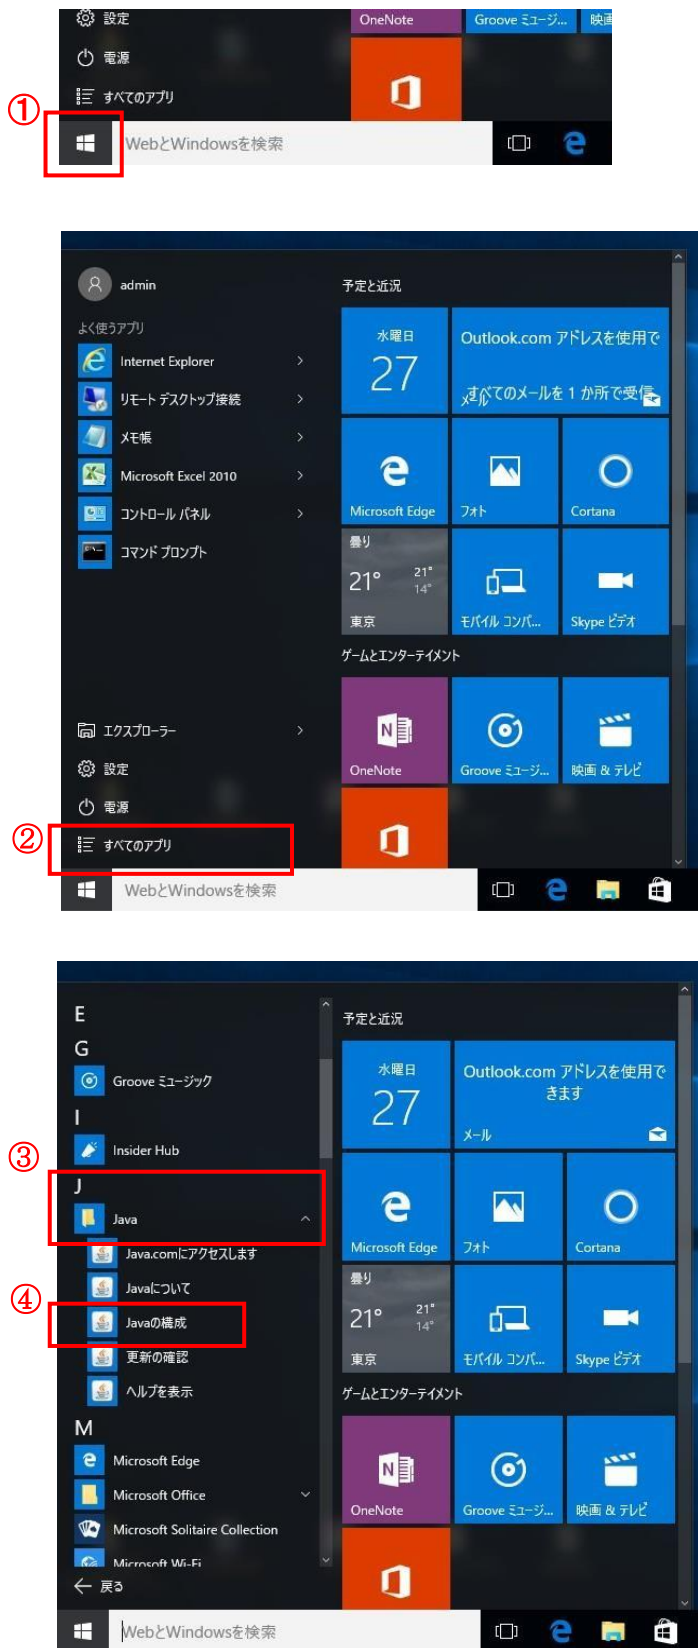 設定
OneNote
Groove ミュージ...
映画
電源
すべてのアプリ
①
WebとWindowsを検索
admin
予定と近況
よく使うアプリ
水曜日
27
Outlook.com アドレスを使用で
すべてのメールを 1 か所で受信
Internet Explorer
リモート デスクトップ接続
メモ帳
Microsoft Excel 2010
コントロール パネル
コマンド プロンプト
Microsoft Edge
フォト
Cortana
曇り
21°
21°
14°
東京
モバイル コンパ...
Skype ビデオ
ゲームとエンターテイメント
エクスプローラー
設定
OneNote
Groove ミュージ...
映画 & テレビ
電源
②
すべてのアプリ
WebとWindowsを検索
E
予定と近況
G
Groove ミュージック
水曜日
27
Outlook.com アドレスを使用で
きます
メール
I
Insider Hub
③
J
Java
Java.comにアクセスします
Javaについて
④
Javaの構成
更新の確認
ヘルプを表示
Microsoft Edge
フォト
Cortana
曇り
21°
21°
14°
東京
モバイル コンパ...
Skype ビデオ
ゲームとエンターテイメント
M
Microsoft Edge
Microsoft Office
Microsoft Solitaire Collection
Microsoft Wi-Fi
OneNote
Groove ミュージ...
映画 & テレビ
戻る
WebとWindowsを検索